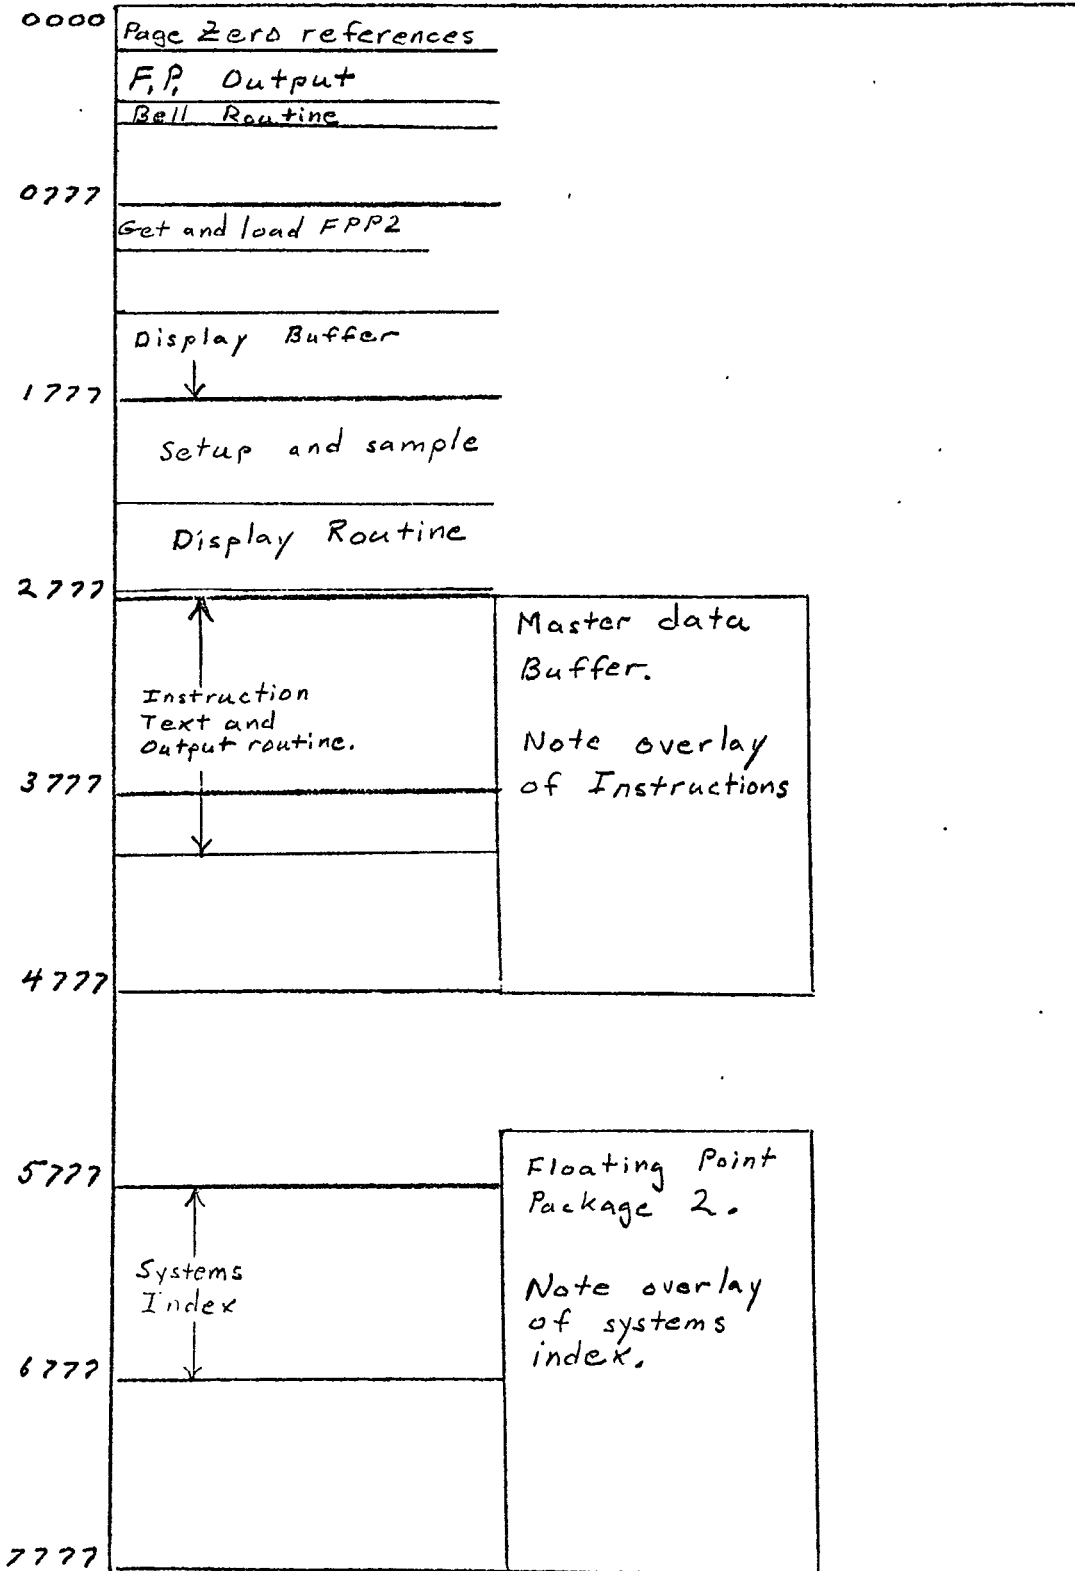 0000
Page Zero references
F.P. Output
Bell Routine
0777
Get and load FPP2
Display Buffer
1777
Setup and sample
Display Routine
2777
Master data
Buffer.
Note overlay
of Instructions
Instruction
Text and
Output routine.
3777
4777
5777
Floating Point
Package 2.
Note overlay
of systems
index.
Systems
Index
6777
7777